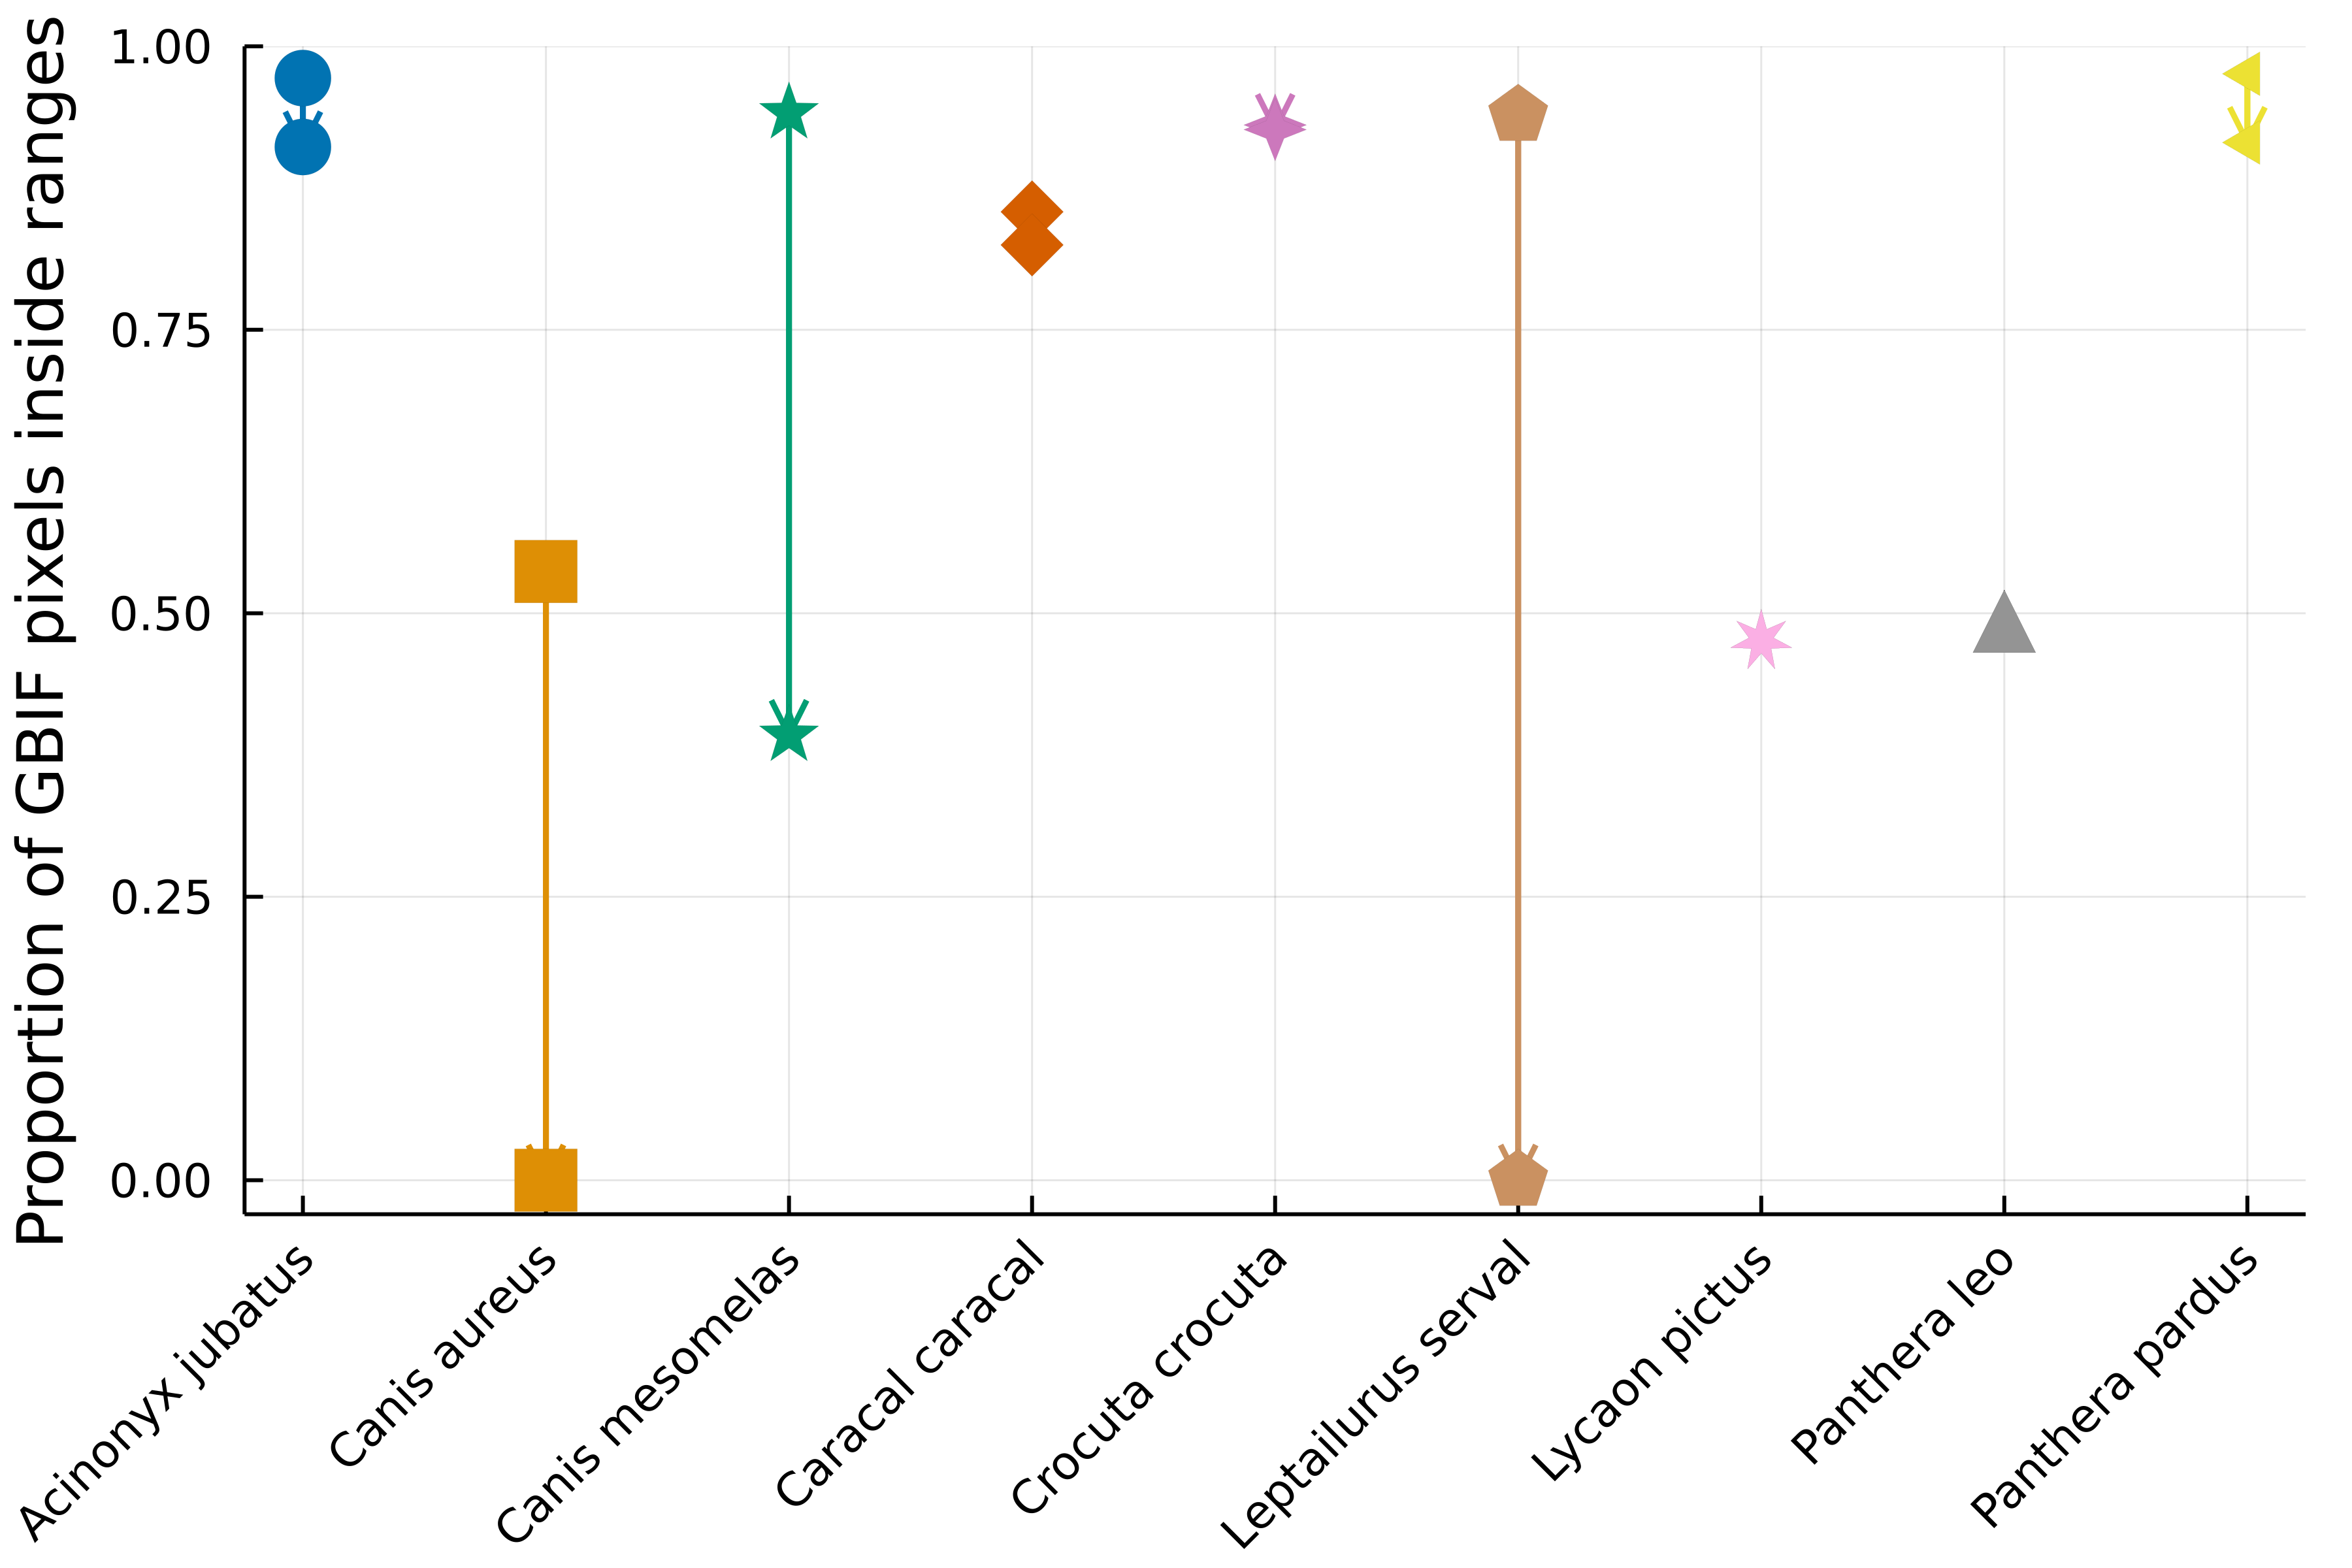 Proportion of GBIF pixels inside ranges
1.00
0.75
0.50
0.25
0.00
Acinonyx jubatus
Canis aureus
Canis mesomelas
Caracal caracal
Crocuta crocuta
Leptailurus serval
Lycaon pictus
Panthera leo
Panthera pardus